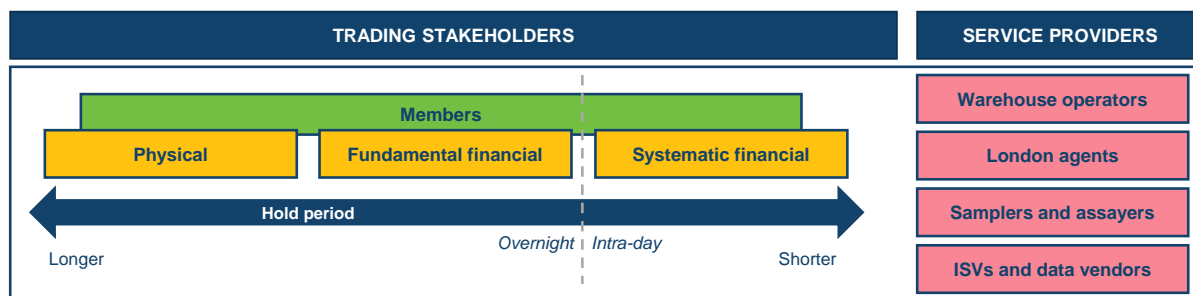 TRADING STAKEHOLDERS
SERVICE PROVIDERS
Members
Physical
Fundamental financial
Systematic financial
Hold period
Overnight
Intra-day
Longer
Shorter
Warehouse operators
London agents
Samplers and assayers
ISVs and data vendors